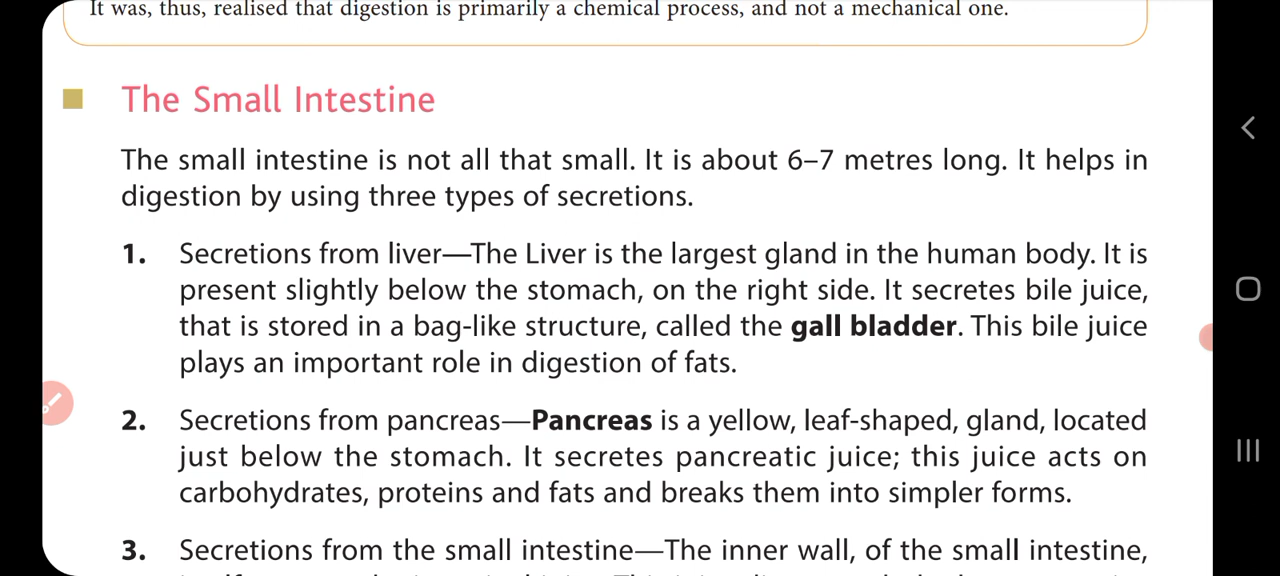 It was, thus, realised that digestion is primarily a chemical process, and not a mechanical one.
The Small Intestine
The small intestine is not all that small. It is about 6–7 metres long. It helps in
digestion by using three types of secretions.
1. Secretions from liver—The Liver is the largest gland in the human body. It is
present slightly below the stomach, on the right side. It secretes bile juice,
that is stored in a bag-like structure, called the gall bladder. This bile juice
plays an important role in digestion of fats.
2. Secretions from pancreas—Pancreas is a yellow, leaf-shaped, gland, located
just below the stomach. It secretes pancreatic juice; this juice acts on
carbohydrates, proteins and fats and breaks them into simpler forms.
3. Secretions from the small intestine—The inner wall, of the small intestine,